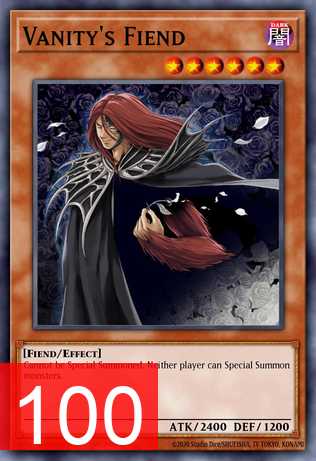 Vanity's Fiend
DARK
闇
[Fiend/Effect]
Cannot be Special Summoned. Neither player can Special Summon
monsters.
100
ATK/2400 DEF/1200
©2020 Studio Dice/SHUEISHA, TV TOKYO, KONAMI